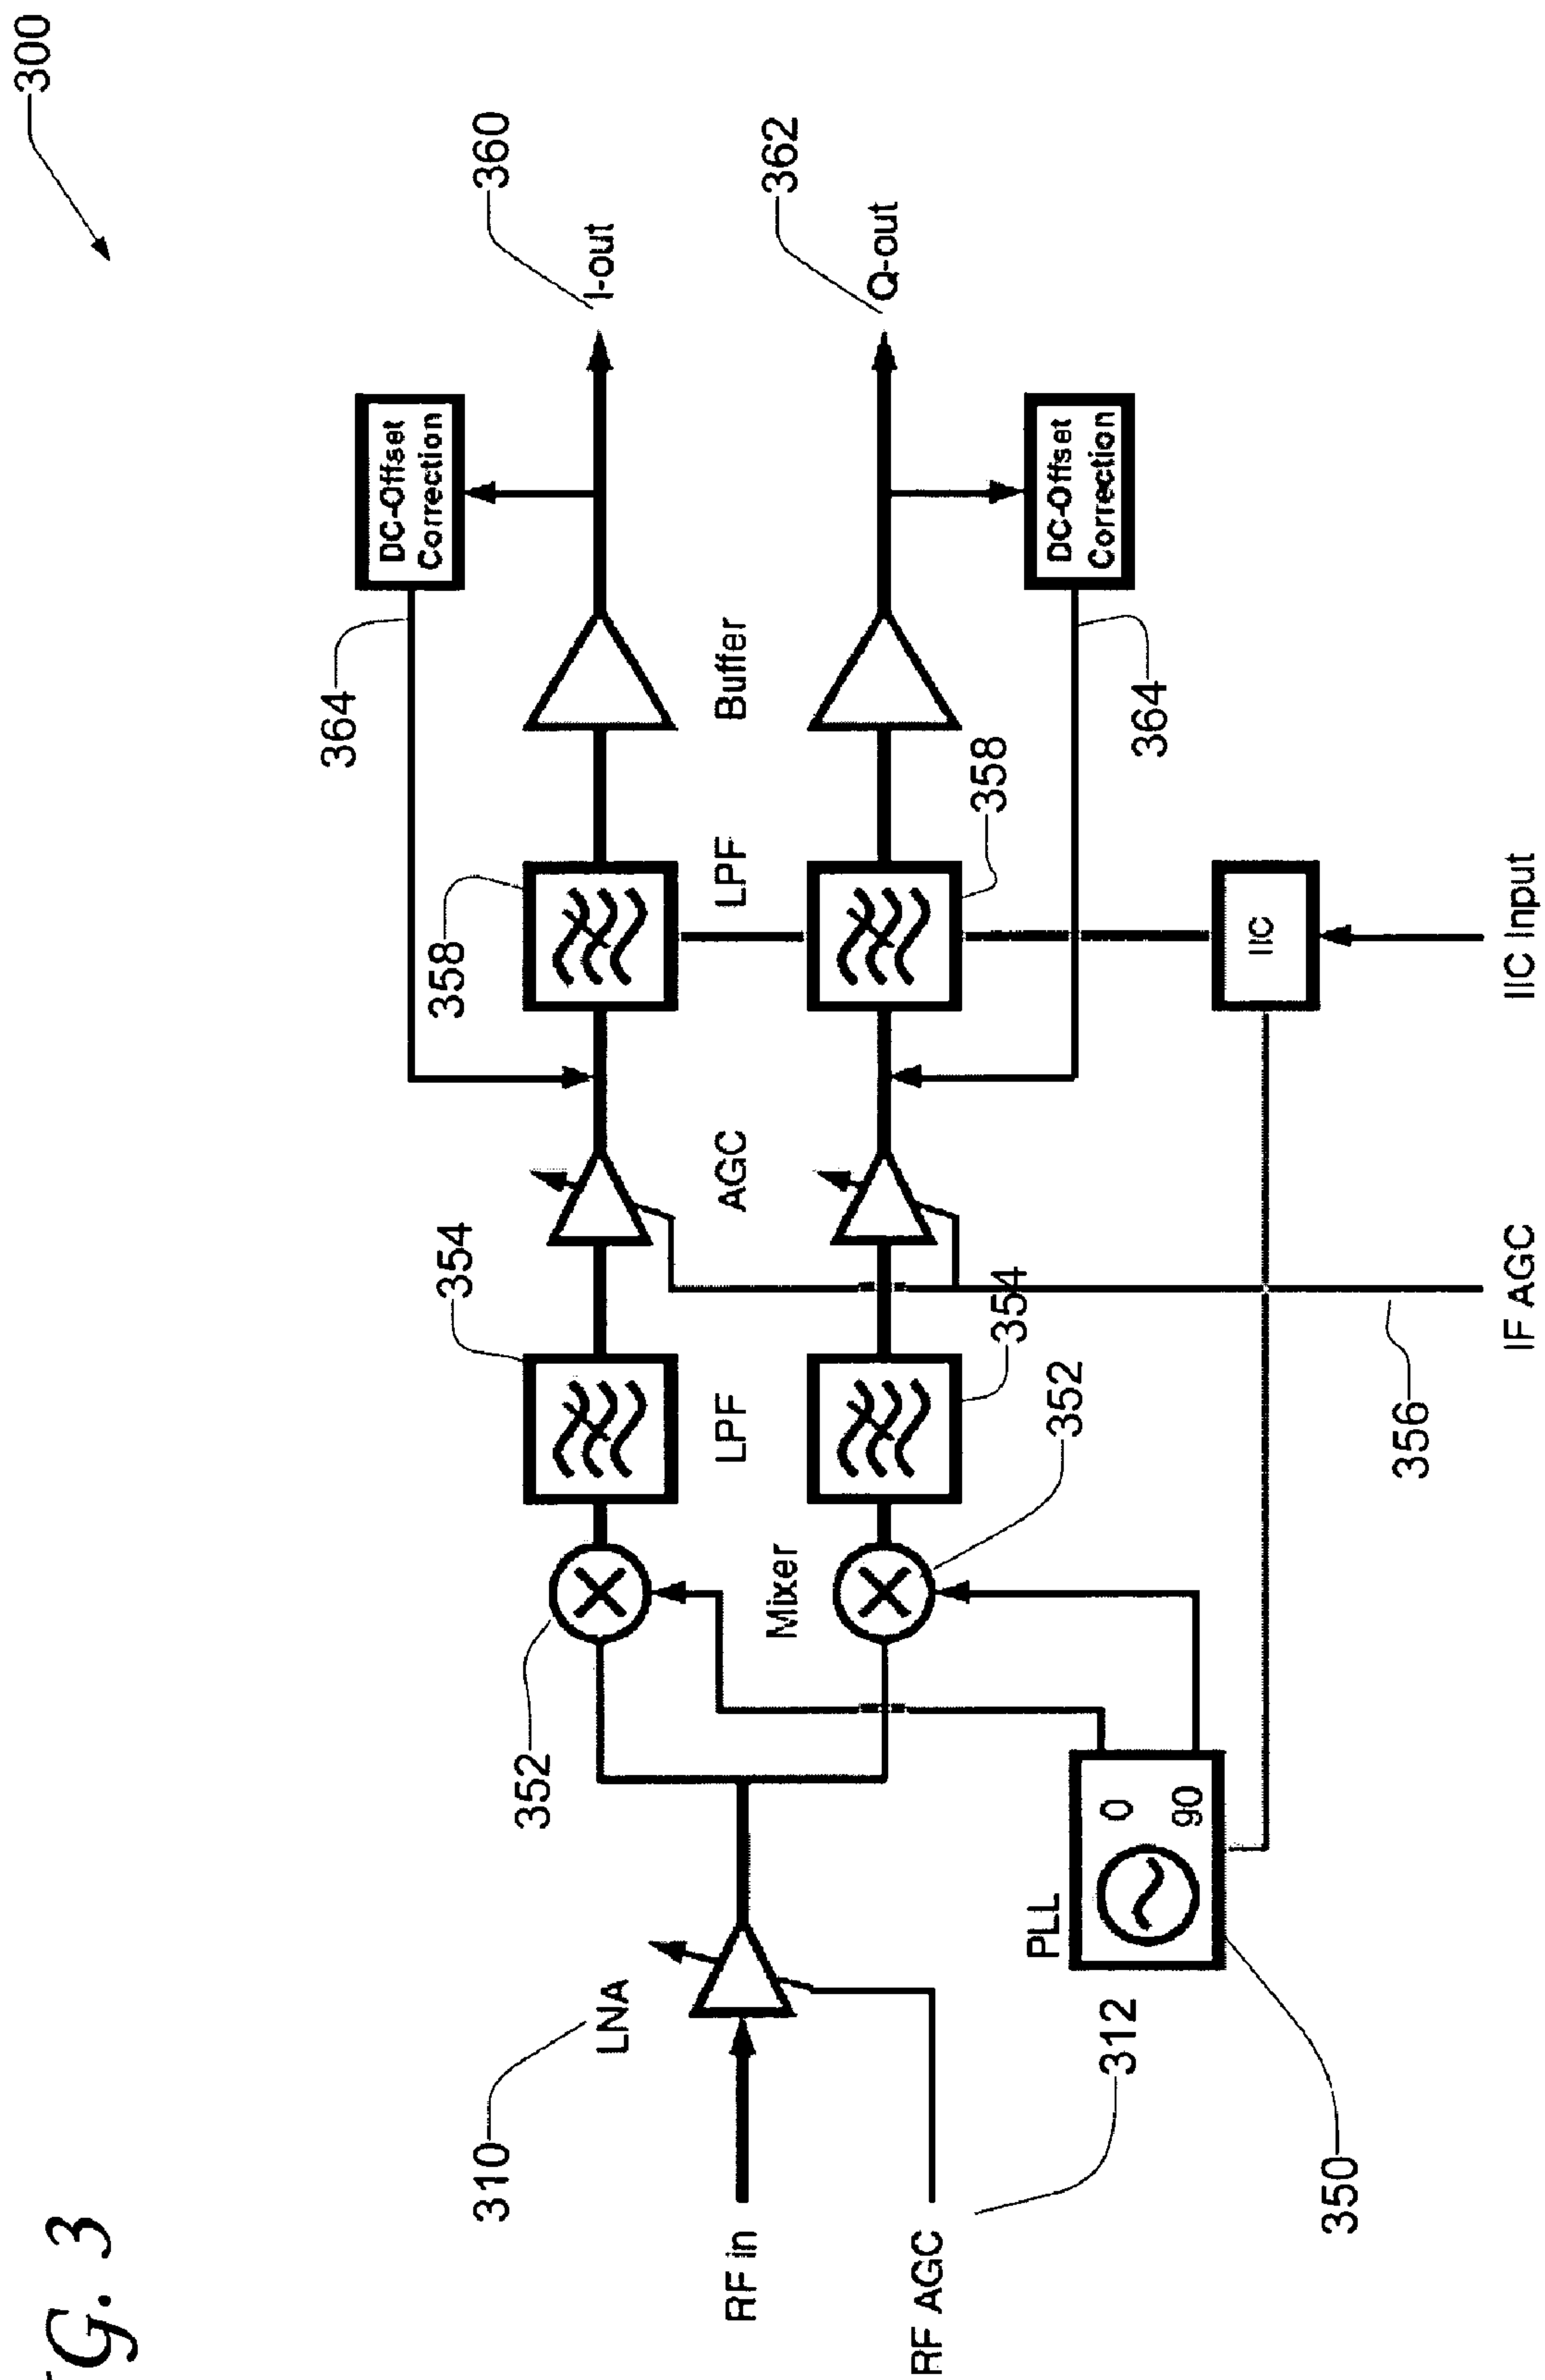 300
360
I-out
362
Q-out
DC-Offset
Correction
DC-Offset
Correction
364
364
Buffer
358
LPF
358
IIC
IIC Input
AGC
354
354
IF AGC
356
LPF
352
Mixer
352
PLL
0
90
350
LNA
310
312
RF in
RF AGC
G. 3